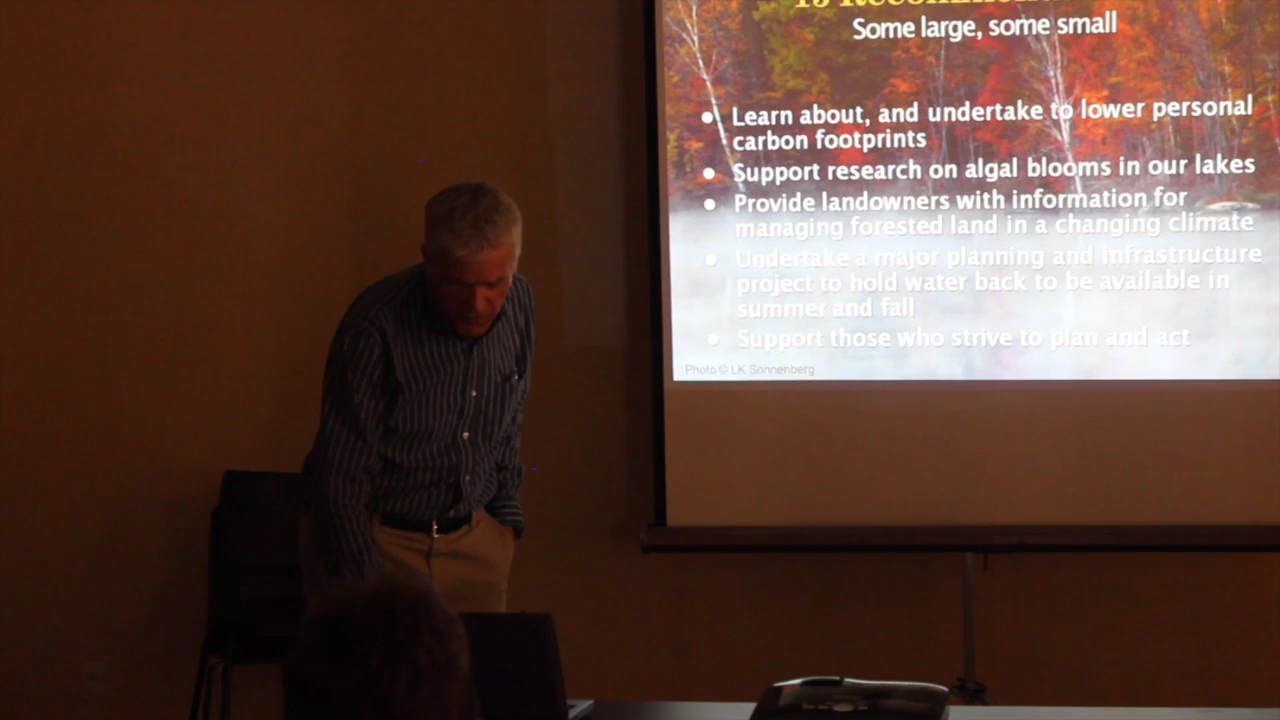 Some large, some small
• Learn about, and undertake to lower personal
carbon footprints
• Support research on algal blooms in our lakes
• Provide landowners with information for
managing forested land in a changing climate
• Undertake a major planning and infrastructure
project to hold water back to be available in
summer and fall
• Support those who strive to plan and act
Photo © LK Sonnenberg